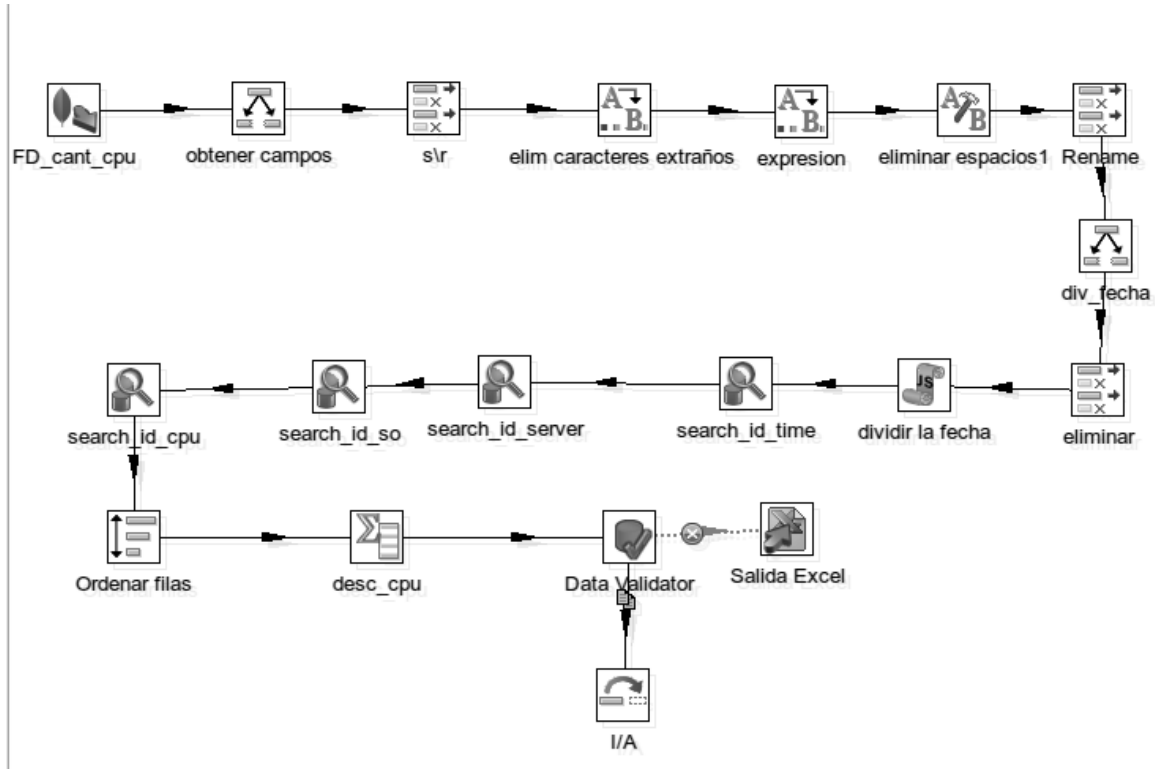 FD_cant_cpu
obtener campos
s\r
elim caracteres extraños
expresion
eliminar espacios1
Rename
div_fecha
search_id_cpu
search_id_so
search_id_server
search_id_time
dividir la fecha
eliminar
Ordenar filas
desc_cpu
Data Validator
Salida Excel
I/A